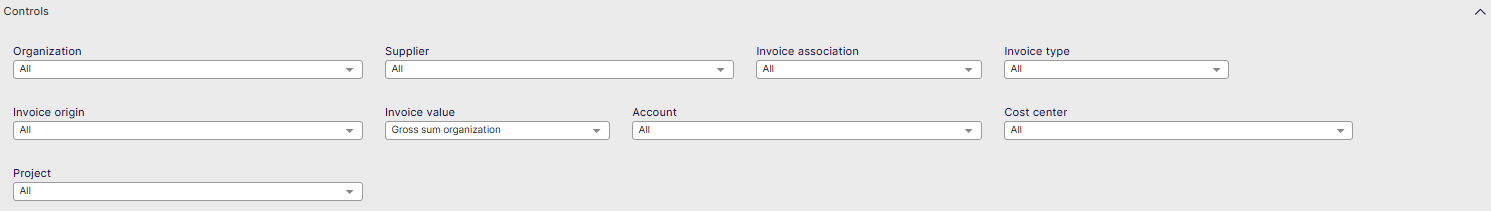 Controls
Organization Supplier Invoice association Invoice type
All All All All
Invoice origin Invoice value Account Cost center
All Gross sum organization All All
Project
All